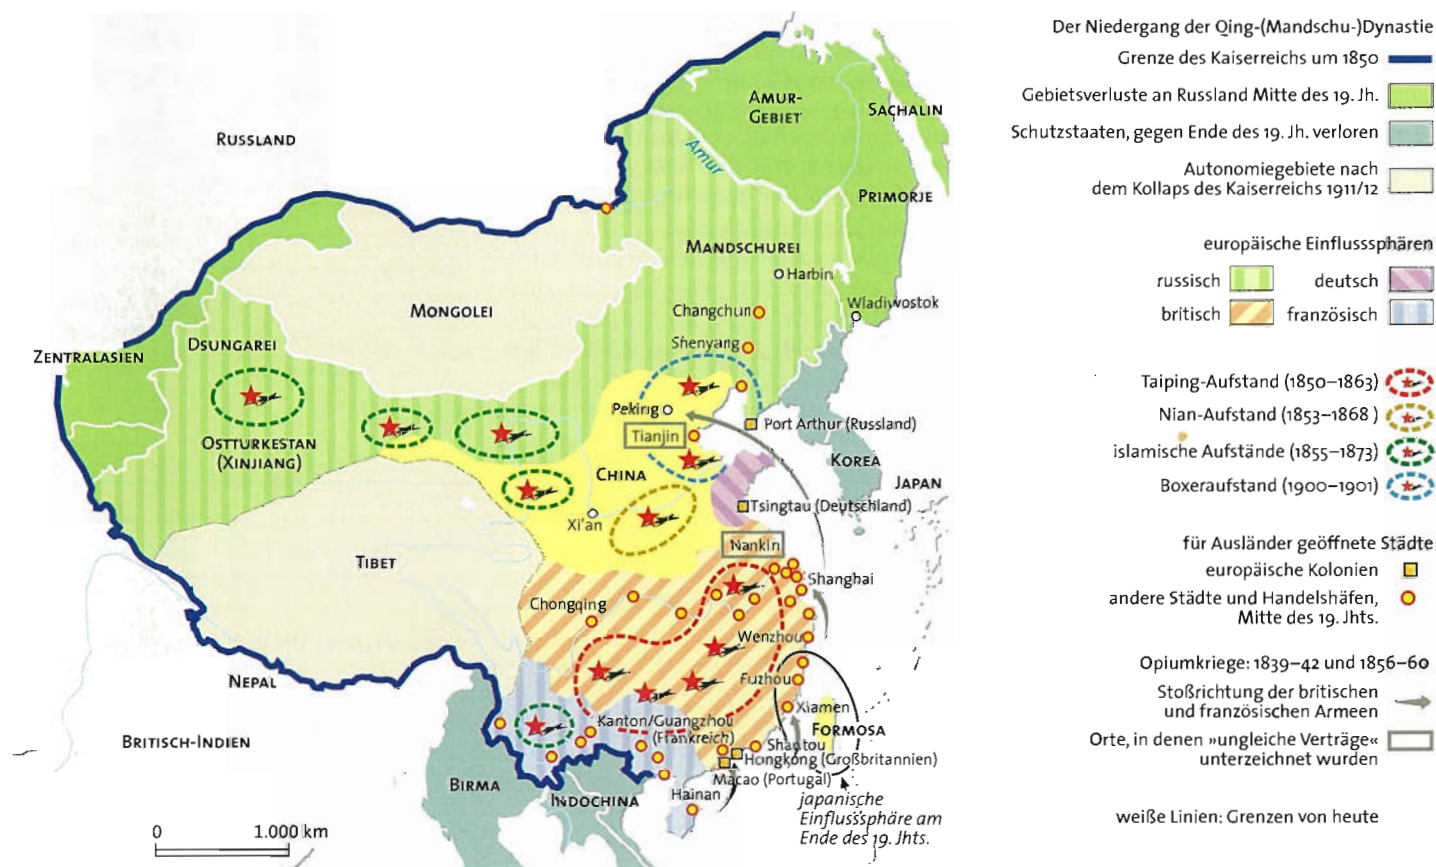 Der Niedergang der Qing-(Mandschu-)Dynastie
Grenze des Kaiserreichs um 1850
Gebietsverluste an Russland Mitte des 19. Jh.
Schutzstaaten, gegen Ende des 19. Jh. verloren
Autonomiegebiete nach
dem Kollaps des Kaiserreichs 1911/12
europäische Einflusssphären
russisch
deutsch
britisch
französisch
Taiping-Aufstand (1850–1863)
Nian-Aufstand (1853–1868 )
islamische Aufstände (1855–1873)
Boxeraufstand (1900–1901)
für Ausländer geöffnete Städte
europäische Kolonien
andere Städte und Handelshäfen,
Mitte des 19. Jhts.
Opiumkriege: 1839–42 und 1856–60
Stoßrichtung der britischen
und französischen Armeen
Orte, in denen »ungleiche Verträge«
unterzeichnet wurden
weiße Linien: Grenzen von heute
AMUR-
GEBIET
SACHALIN
RUSSLAND
Amur
PRIMORJE
MANDSCHUREI
Harbin
MONGOLEI
Changchun
Wladiwostok
ZENTRALASIEN
DSUNGAREI
Shenyang
Peking
Port Arthur (Russland)
Tianjin
OSTTURKESTAN
(XINJIANG)
CHINA
KOREA
JAPAN
Tsingtau (Deutschland)
Xi'an
Nankin
TIBET
Shanghai
Chongqing
Wenzhou
NEPAL
Fuzhou
Xiamen
Kanton/Guangzhou
(Frankreich)
FORMOSA
BRITISCH-INDIEN
Shantou
Hongkong (Großbritannien)
Macao (Portugal)
BIRMA
INDOCHINA
Hainan
japanische
Einflussphäre am
Ende des 19. Jhts.
0
1.000 km